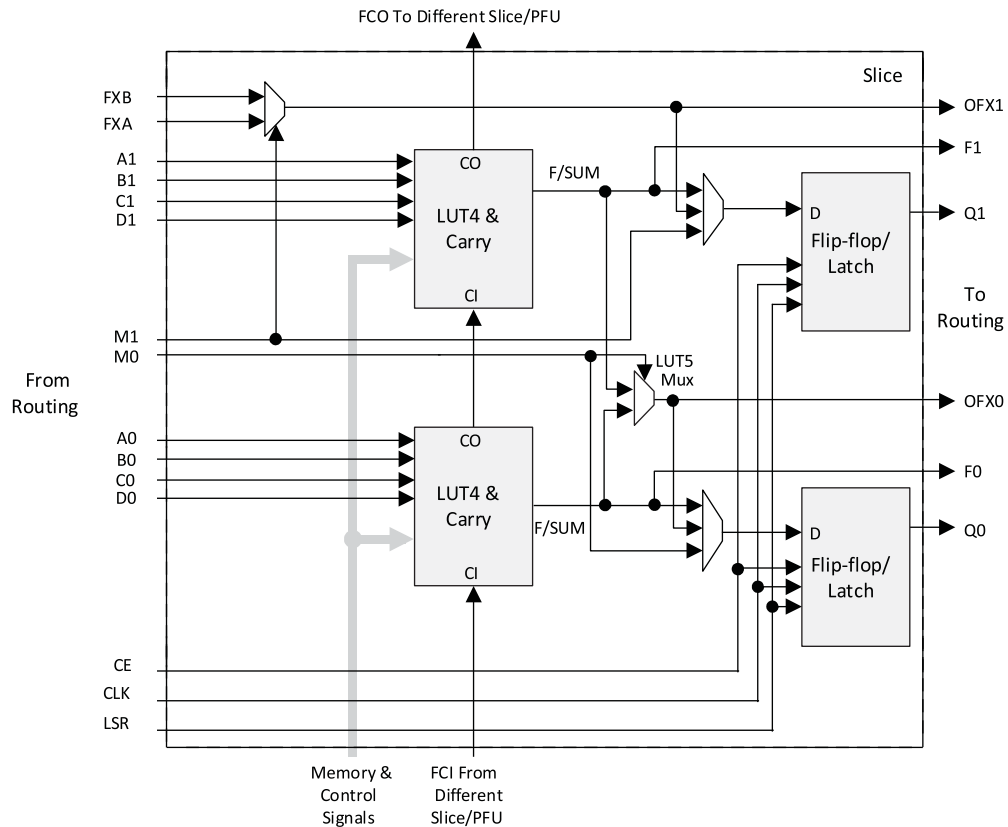 FCO To Different Slice/PFU
Slice
FXB
FXA
OFX1
F1
A1
B1
C1
D1
CO
LUT4 &
Carry
CI
F/SUM
D
Flip-flop/
Latch
Q1
To
Routing
M1
M0
From
Routing
LUT5
Mux
OFX0
A0
B0
C0
D0
CO
LUT4 &
Carry
CI
F/SUM
F0
D
Flip-flop/
Latch
Q0
CE
CLK
LSR
Memory &
Control
Signals
FCI From
Different
Slice/PFU